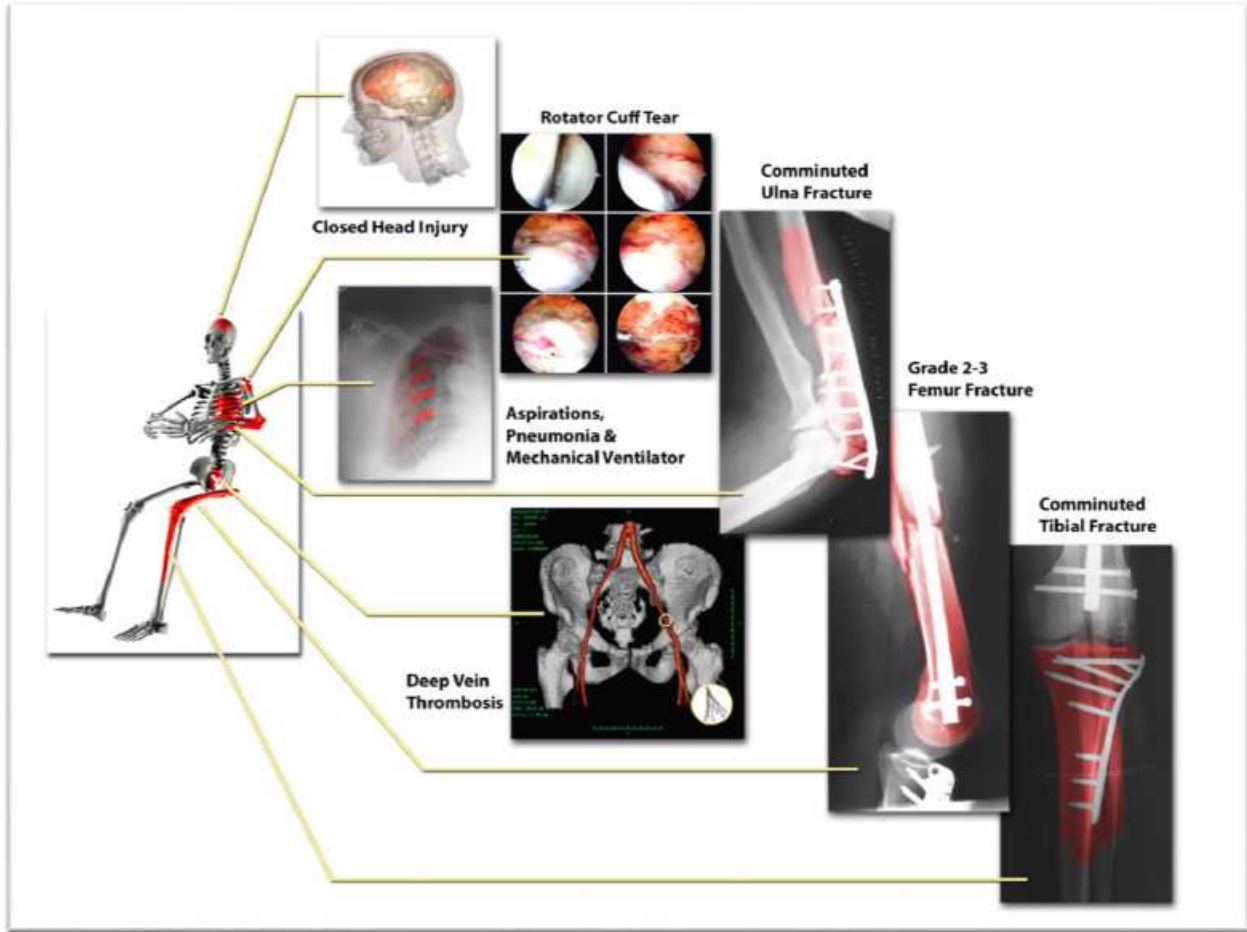 Rotator Cuff Tear
Comminuted
Ulna Fracture
Closed Head Injury
Grade 2-3
Femur Fracture
Aspirations,
Pneumonia &
Mechanical Ventilator
Comminuted
Tibial Fracture
Deep Vein
Thrombosis